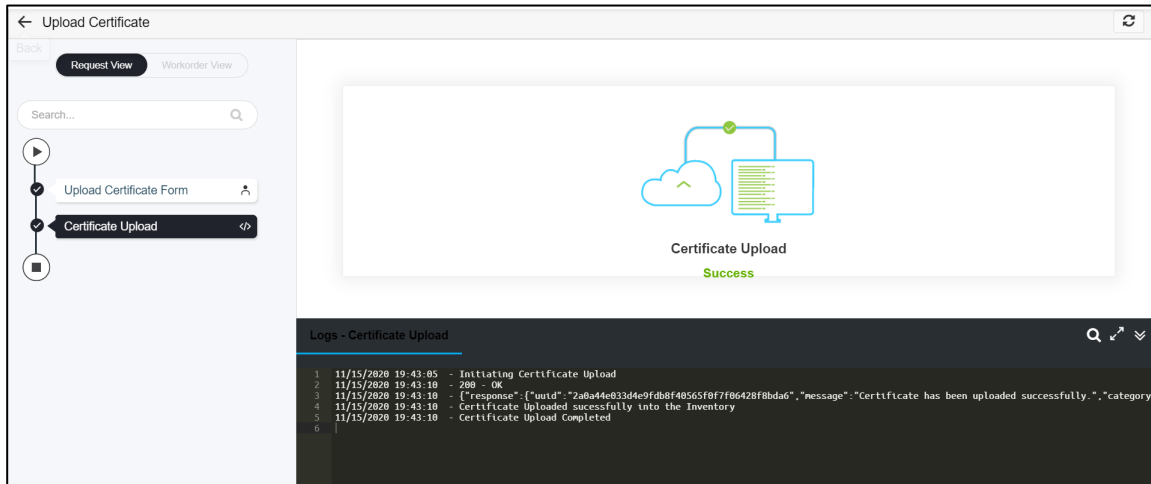 Upload Certificate
Back
Request View Workorder View
Search...
Upload Certificate Form
Certificate Upload </>
Certificate Upload
Success
Logs - Certificate Upload
1 11/15/2020 19:43:05 - Initiating Certificate Upload
2 11/15/2020 19:43:10 - 200 - OK
3 11/15/2020 19:43:10 - {"response":{"uuid":"2a0a44e033d4e9fdb8f40565f0f7f06428f8bda6","message":"Certificate has been uploaded successfully.","category
4 11/15/2020 19:43:10 - Certificate Uploaded sucessfully into the Inventory
5 11/15/2020 19:43:10 - Certificate Upload Completed
6